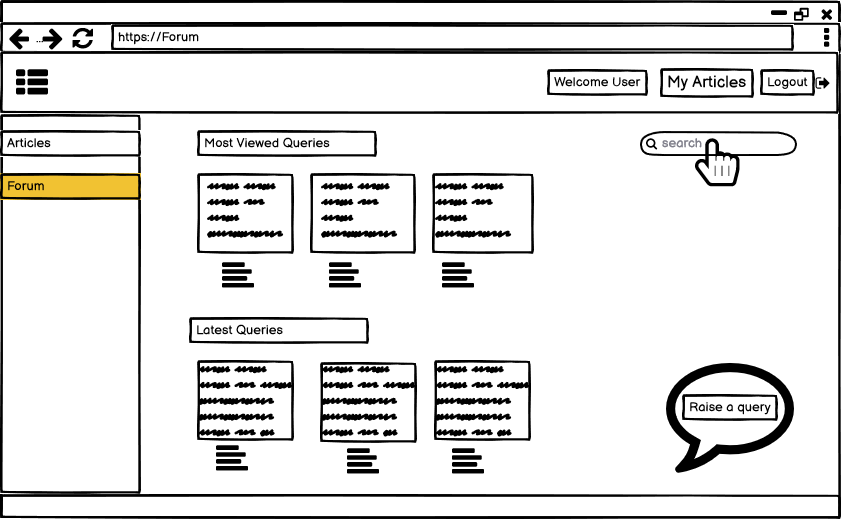 https://Forum
Welcome User
My Articles
Logout
Articles
Forum
Most Viewed Queries
search
Latest Queries
Raise a query